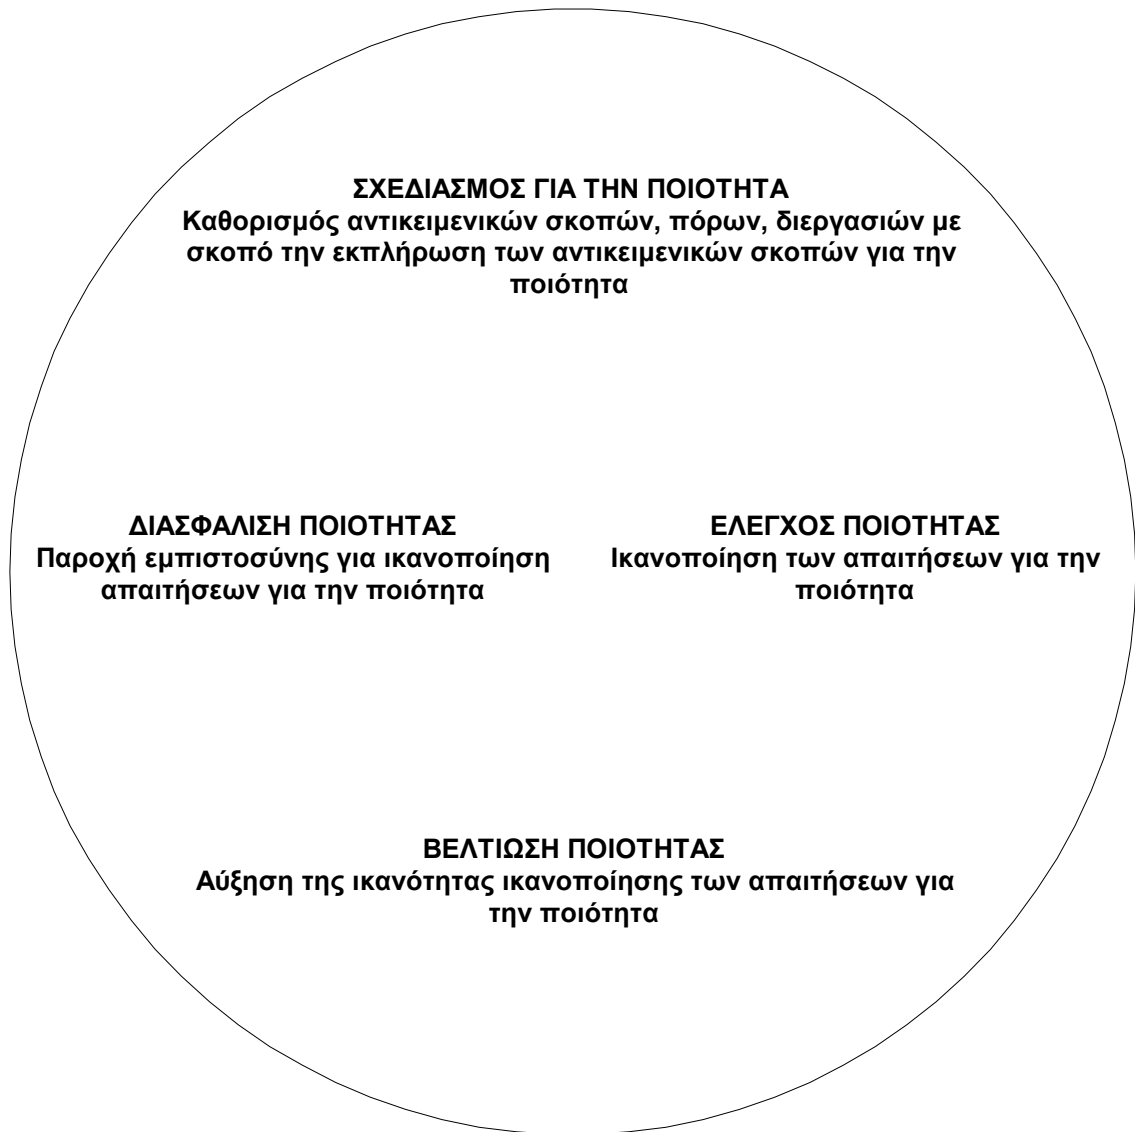 ΣΧΕΔΙΑΣΜΟΣ ΓΙΑ ΤΗΝ ΠΟΙΟΤΗΤΑ
Καθορισμός αντικειμενικών σκοπών, πόρων, διεργασιών με
σκοπό την εκπλήρωση των αντικειμενικών σκοπών για την
ποιότητα
ΔΙΑΣΦΑΛΙΣΗ ΠΟΙΟΤΗΤΑΣ
Παροχή εμπιστοσύνης για ικανοποίηση
απαιτήσεων για την ποιότητα
ΕΛΕΓΧΟΣ ΠΟΙΟΤΗΤΑΣ
Ικανοποίηση των απαιτήσεων για την
ποιότητα
ΒΕΛΤΙΩΣΗ ΠΟΙΟΤΗΤΑΣ
Αύξηση της ικανότητας ικανοποίησης των απαιτήσεων για
την ποιότητα